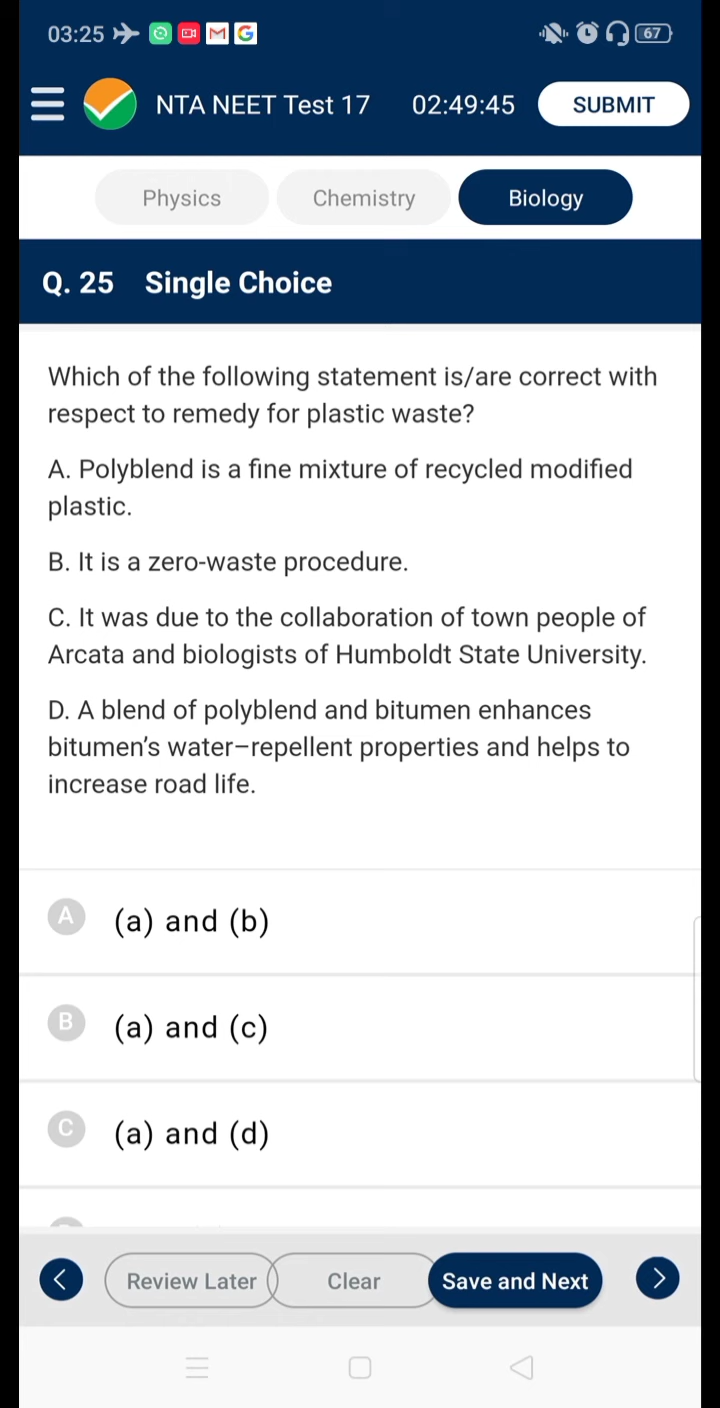 03:25
67
NTA NEET Test 17 02:49:45 SUBMIT
Physics Chemistry Biology
Q. 25 Single Choice
Which of the following statement is/are correct with
respect to remedy for plastic waste?
A. Polyblend is a fine mixture of recycled modified
plastic.
B. It is a zero-waste procedure.
C. It was due to the collaboration of town people of
Arcata and biologists of Humboldt State University.
D. A blend of polyblend and bitumen enhances
bitumen's water–repellent properties and helps to
increase road life.
A (a) and (b)
B (a) and (c)
C (a) and (d)
Review Later Clear Save and Next